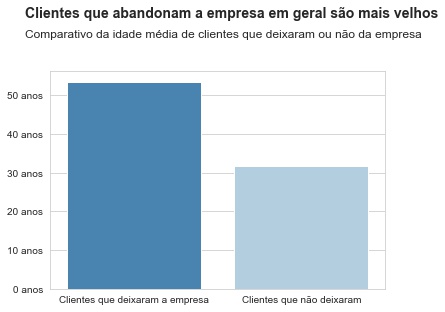 Clientes que abandonam a empresa em geral são mais velhos
Comparativo da idade média de clientes que deixaram ou não da empresa
50 anos
40 anos
30 anos
20 anos
10 anos
0 anos
Clientes que deixaram a empresa
Clientes que não deixaram